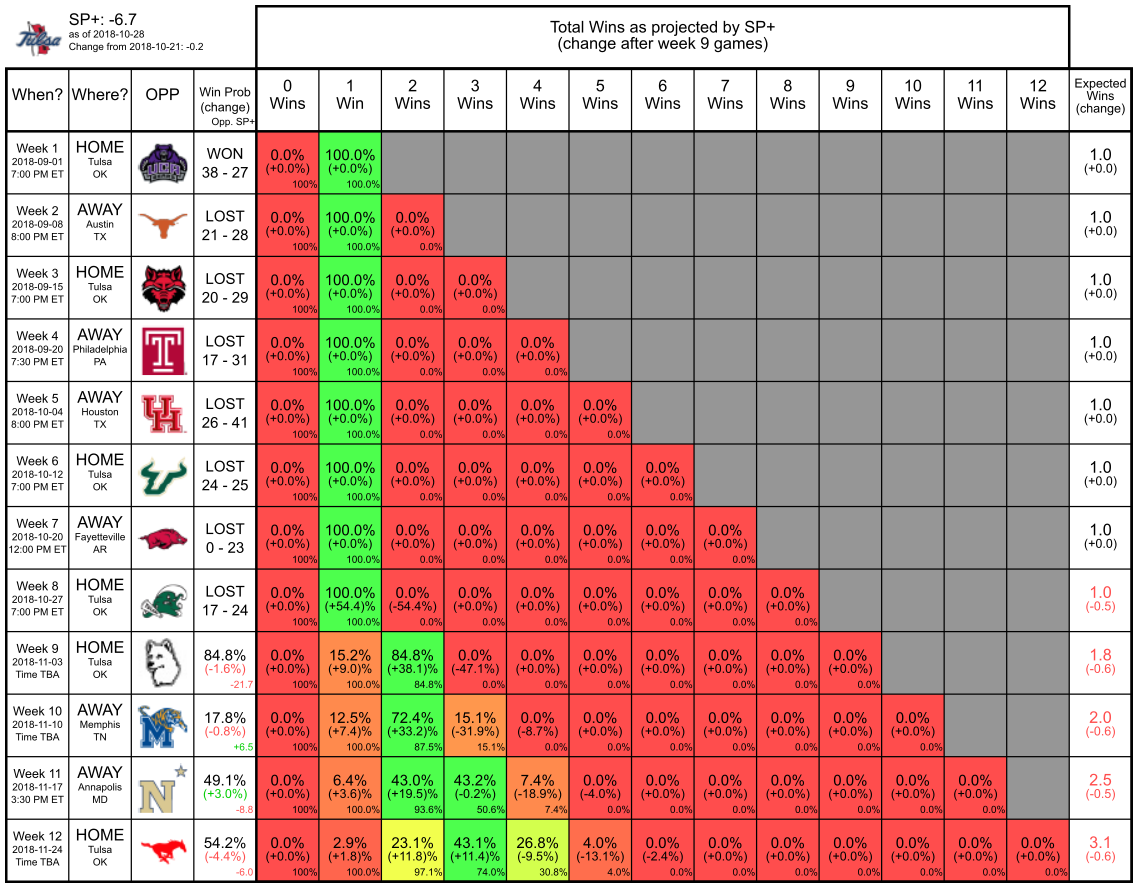 Tulsa
SP+: -6.7
as of 2018-10-28
Change from 2018-10-21: -0.2
Total Wins as projected by SP+
(change after week 9 games)
When? Where? OPP Win Prob (change) Opp. SP+ 0 Wins 1 Win 2 Wins 3 Wins 4 Wins 5 Wins 6 Wins 7 Wins 8 Wins 9 Wins 10 Wins 11 Wins 12 Wins Expected Wins (change)
Week 1 HOME WON 0.0% 100.0% 1.0
2018-09-01 Tulsa (+0.0%) (+0.0%) (+0.0)
7:00 PM ET OK 38 - 27 100% 100.0%
Week 2 AWAY LOST 0.0% 100.0% 0.0% 1.0
2018-09-08 Austin (+0.0%) (+0.0%) (+0.0%) (+0.0)
8:00 PM ET TX 21 - 28 100% 100.0% 0.0%
Week 3 HOME LOST 0.0% 100.0% 0.0% 0.0% 1.0
2018-09-15 Tulsa (+0.0%) (+0.0%) (+0.0%) (+0.0%) (+0.0)
7:00 PM ET OK 20 - 29 100% 100.0% 0.0% 0.0%
Week 4 AWAY LOST 0.0% 100.0% 0.0% 0.0% 0.0% 1.0
2018-09-20 Philadelphia (+0.0%) (+0.0%) (+0.0%) (+0.0%) (+0.0%) (+0.0)
7:30 PM ET PA T 17 - 31 100% 100.0% 0.0% 0.0% 0.0%
Week 5 AWAY LOST 0.0% 100.0% 0.0% 0.0% 0.0% 0.0% 1.0
2018-10-04 Houston (+0.0%) (+0.0%) (+0.0%) (+0.0%) (+0.0%) (+0.0%) (+0.0)
8:00 PM ET TX UH 26 - 41 100% 100.0% 0.0% 0.0% 0.0% 0.0%
Week 6 HOME LOST 0.0% 100.0% 0.0% 0.0% 0.0% 0.0% 0.0% 1.0
2018-10-12 Tulsa (+0.0%) (+0.0%) (+0.0%) (+0.0%) (+0.0%) (+0.0%) (+0.0%) (+0.0)
7:00 PM ET OK 24 - 25 100% 100.0% 0.0% 0.0% 0.0% 0.0% 0.0%
Week 7 AWAY LOST 0.0% 100.0% 0.0% 0.0% 0.0% 0.0% 0.0% 0.0% 1.0
2018-10-20 Fayetteville (+0.0%) (+0.0%) (+0.0%) (+0.0%) (+0.0%) (+0.0%) (+0.0%) (+0.0%) (+0.0)
12:00 PM ET AR 0 - 23 100% 100.0% 0.0% 0.0% 0.0% 0.0% 0.0% 0.0%
Week 8 HOME LOST 0.0% 100.0% 0.0% 0.0% 0.0% 0.0% 0.0% 0.0% 0.0% 1.0
2018-10-27 Tulsa (+0.0%) (+54.4)% (-54.4%) (+0.0%) (+0.0%) (+0.0%) (+0.0%) (+0.0%) (+0.0%) (-0.5)
7:00 PM ET OK 17 - 24 100% 100.0% 0.0% 0.0% 0.0% 0.0% 0.0% 0.0% 0.0%
Week 9 HOME 84.8% 0.0% 15.2% 84.8% 0.0% 0.0% 0.0% 0.0% 0.0% 0.0% 0.0% 1.8
2018-11-03 Tulsa (-1.6%) (+0.0%) (+9.0)% (+38.1)% (-47.1%) (+0.0%) (+0.0%) (+0.0%) (+0.0%) (+0.0%) (+0.0%) (-0.6)
Time TBA OK -21.7 100% 100.0% 84.8% 0.0% 0.0% 0.0% 0.0% 0.0% 0.0% 0.0%
Week 10 AWAY 17.8% 0.0% 12.5% 72.4% 15.1% 0.0% 0.0% 0.0% 0.0% 0.0% 0.0% 0.0% 2.0
2018-11-10 Memphis M (-0.8%) (+0.0%) (+7.4)% (+33.2)% (-31.9%) (-8.7%) (+0.0%) (+0.0%) (+0.0%) (+0.0%) (+0.0%) (+0.0%) (-0.6)
Time TBA TN +6.5 100% 100.0% 87.5% 15.1% 0.0% 0.0% 0.0% 0.0% 0.0% 0.0% 0.0%
Week 11 AWAY 49.1% 0.0% 6.4% 43.0% 43.2% 7.4% 0.0% 0.0% 0.0% 0.0% 0.0% 0.0% 0.0% 2.5
2018-11-17 Annapolis N (+3.0%) (+0.0%) (+3.6)% (+19.5)% (-0.2%) (-18.9%) (-4.0%) (+0.0%) (+0.0%) (+0.0%) (+0.0%) (+0.0%) (+0.0%) (-0.5)
3:30 PM ET MD -8.8 100% 100.0% 93.6% 50.6% 7.4% 0.0% 0.0% 0.0% 0.0% 0.0% 0.0% 0.0%
Week 12 HOME 54.2% 0.0% 2.9% 23.1% 43.1% 26.8% 4.0% 0.0% 0.0% 0.0% 0.0% 0.0% 0.0% 0.0% 3.1
2018-11-24 Tulsa (-4.4%) (+0.0%) (+1.8)% (+11.8)% (+11.4)% (-9.5%) (-13.1%) (-2.4%) (+0.0%) (+0.0%) (+0.0%) (+0.0%) (+0.0%) (+0.0%) (-0.6)
Time TBA OK -6.0 100% 100.0% 97.1% 74.0% 30.8% 4.0% 0.0% 0.0% 0.0% 0.0% 0.0% 0.0% 0.0%